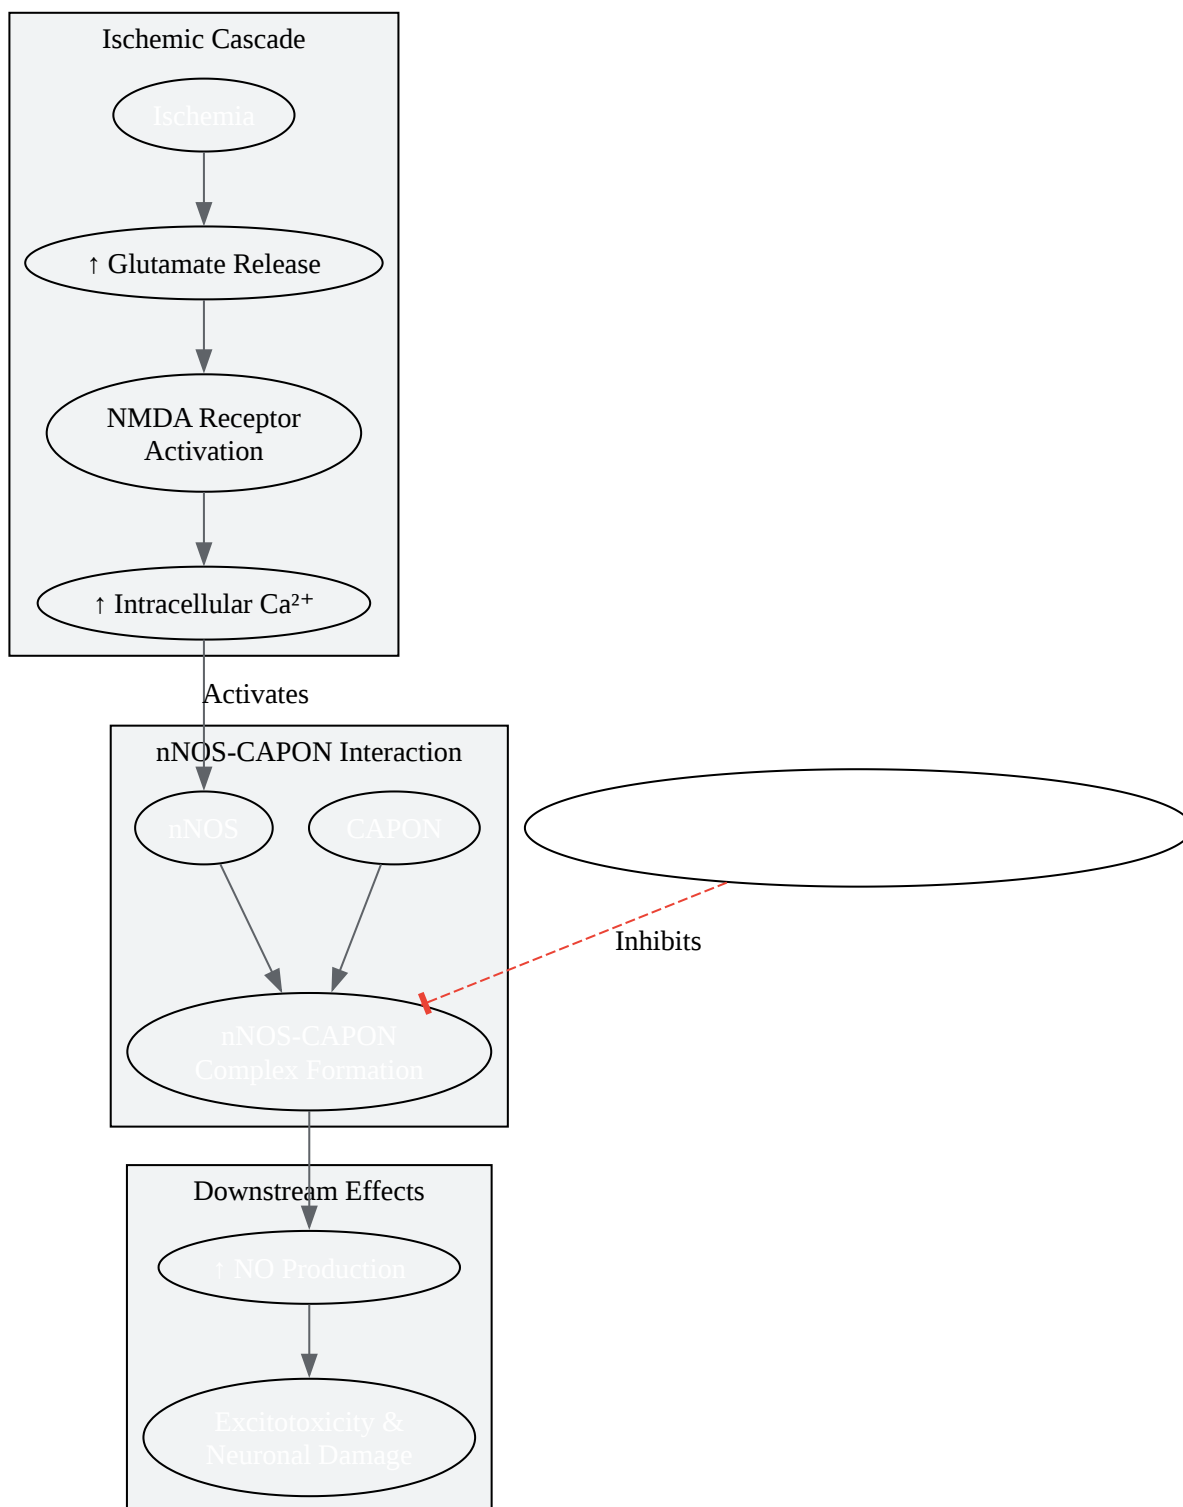 Ischemic Cascade
Ischemia
↑ Glutamate Release
NMDA Receptor
Activation
↑ Intracellular Ca²⁺
Activates
nNOS-CAPON Interaction
nNOS
CAPON
Inhibits
nNOS-CAPON
Complex Formation
Downstream Effects
↑ NO Production
Excitotoxicity &
Neuronal Damage